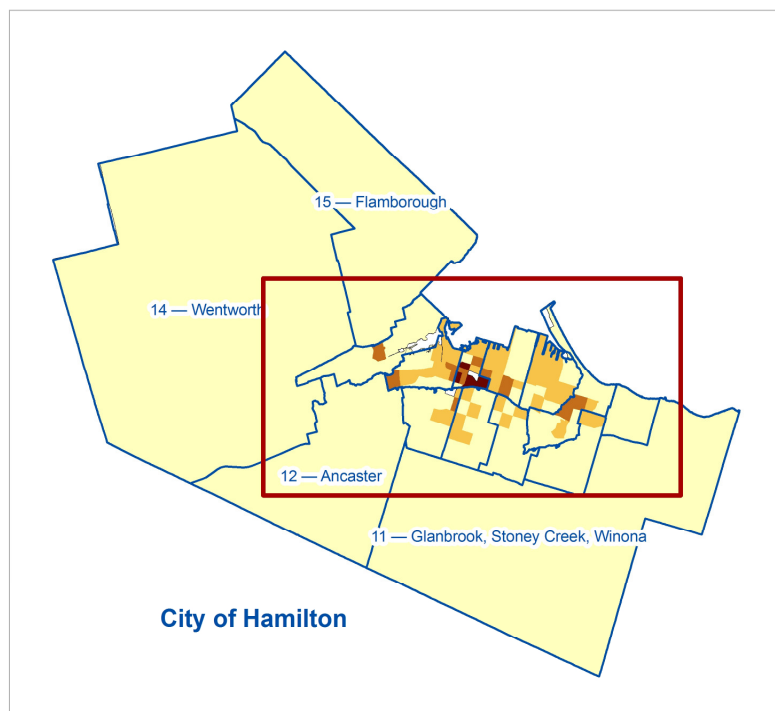 15 — Flamborough
14 — Wentworth
12 — Ancaster
11 — Glanbrook, Stoney Creek, Winona
City of Hamilton